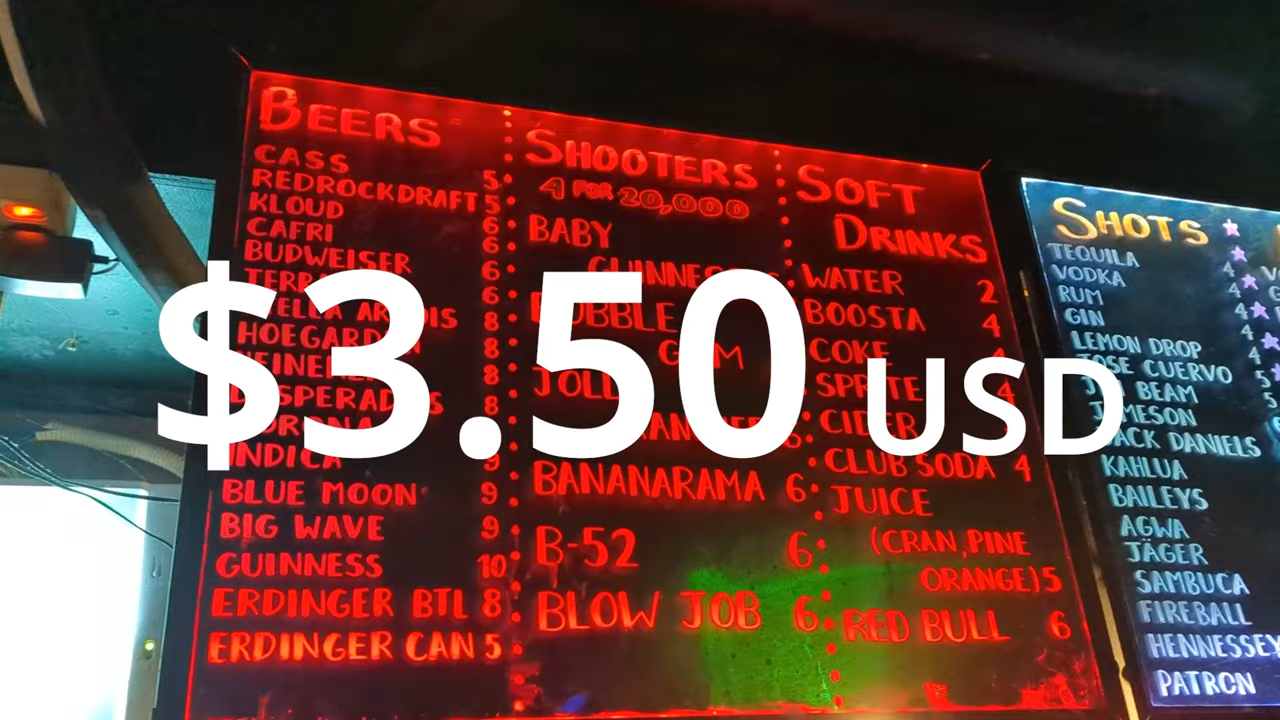 BEERS
CASS 5
REDROCKDRAFT 5
KLOUD 6
CAFRI 6
BUDWEISER 6
6
8
HOEGARDEN 8
8
8
INDICA 9
BLUE MOON 9
BIG WAVE 9
GUINNESS 10
ERDINGER BTL 8
ERDINGER CAN 5
SHOOTERS
4 FOR 20,000
BABY
GUINNESS
BUBBLE
GUM
BANANARAMA 6
B-52 6
BLOW JOB 6
SOFT
DRINKS
WATER 2
BOOSTA 4
COKE 4
SPRITE 4
CIDER
CLUB SODA 4
JUICE
(CRAN, PINE
ORANGE) 5
RED BULL 6
$3.50 USD
SHOTS
TEQUILA 4
VODKA 4
RUM 4
GIN 4
LEMON DROP 4
JOSE CUERVO 5
JIM BEAM 5
JAMESON
JACK DANIELS
KAHLUA
BAILEYS
AGWA
JÄGER
SAMBUCA
FIREBALL
HENNESSEY
PATRON